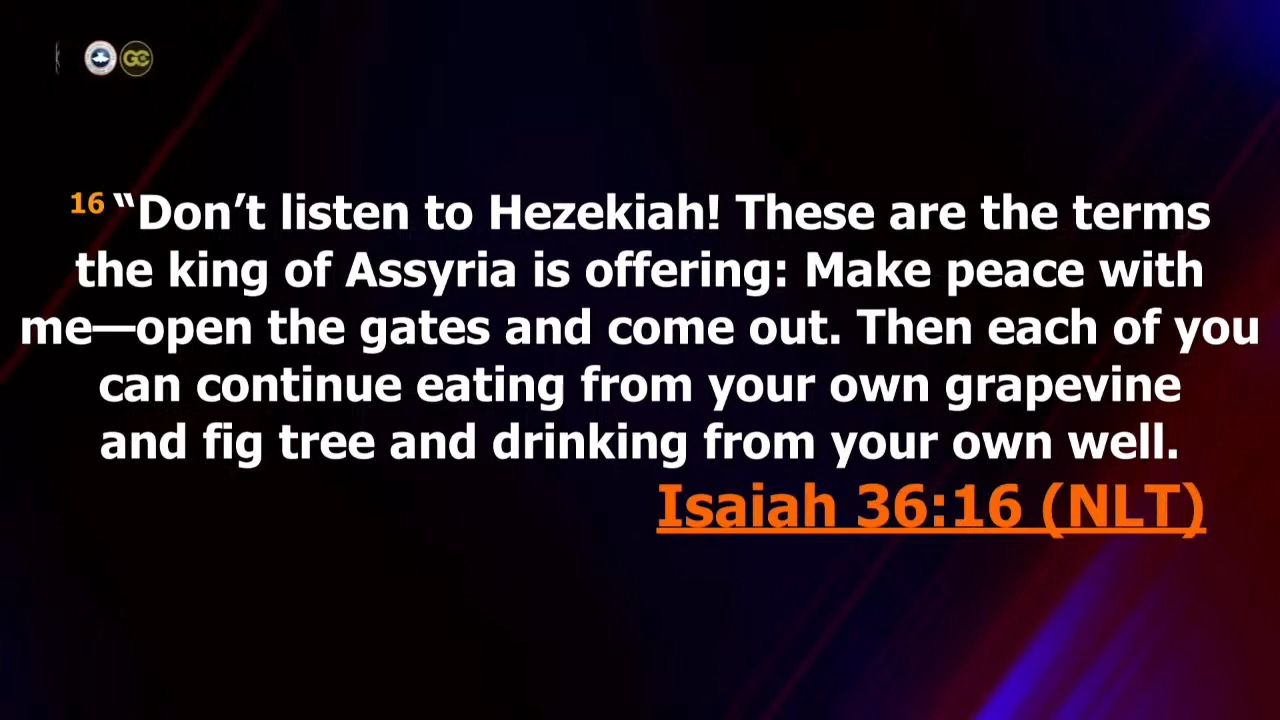 16 “Don’t listen to Hezekiah! These are the terms
the king of Assyria is offering: Make peace with
me—open the gates and come out. Then each of you
can continue eating from your own grapevine
and fig tree and drinking from your own well.
Isaiah 36:16 (NLT)